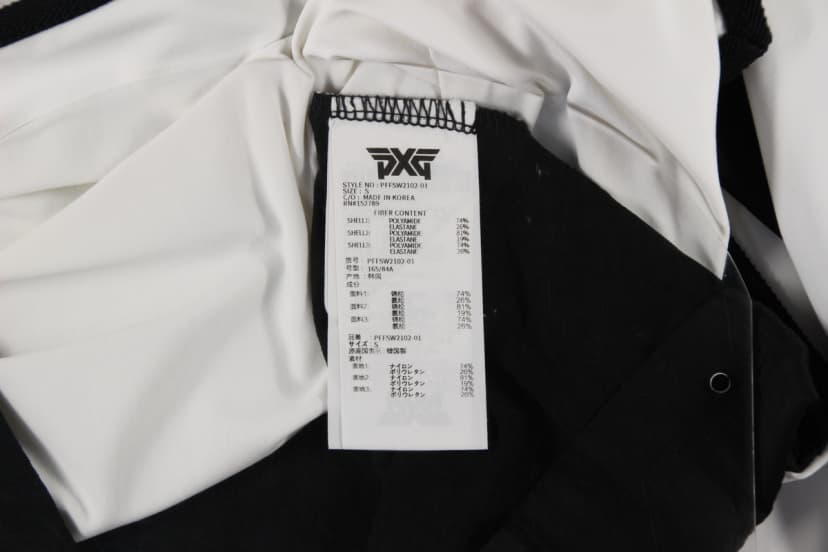 PXG
STYLE NO : PFFSW2102-01
SIZE : S
C/O : MADE IN KOREA
RN#152789
FIBER CONTENT
SHELL1: POLYAMIDE 74%
ELASTANE 26%
SHELL2: POLYAMIDE 81%
ELASTANE 19%
SHELL3: POLYAMIDE 74%
ELASTANE 26%
货号 : PFFSW2102-01
号型 : 165/84A
产地 : 韩国
成分
面料1: 锦纶 74%
氨纶 26%
面料2: 锦纶 81%
氨纶 19%
面料3: 锦纶 74%
氨纶 26%
品番 : PFFSW2102-01
サイズ : S
原産国表示: 韓国製
素材
表地1: ナイロン 74%
ポリウレタン 26%
表地2: ナイロン 81%
ポリウレタン 19%
表地3: ナイロン 74%
ポリウレタン 26%